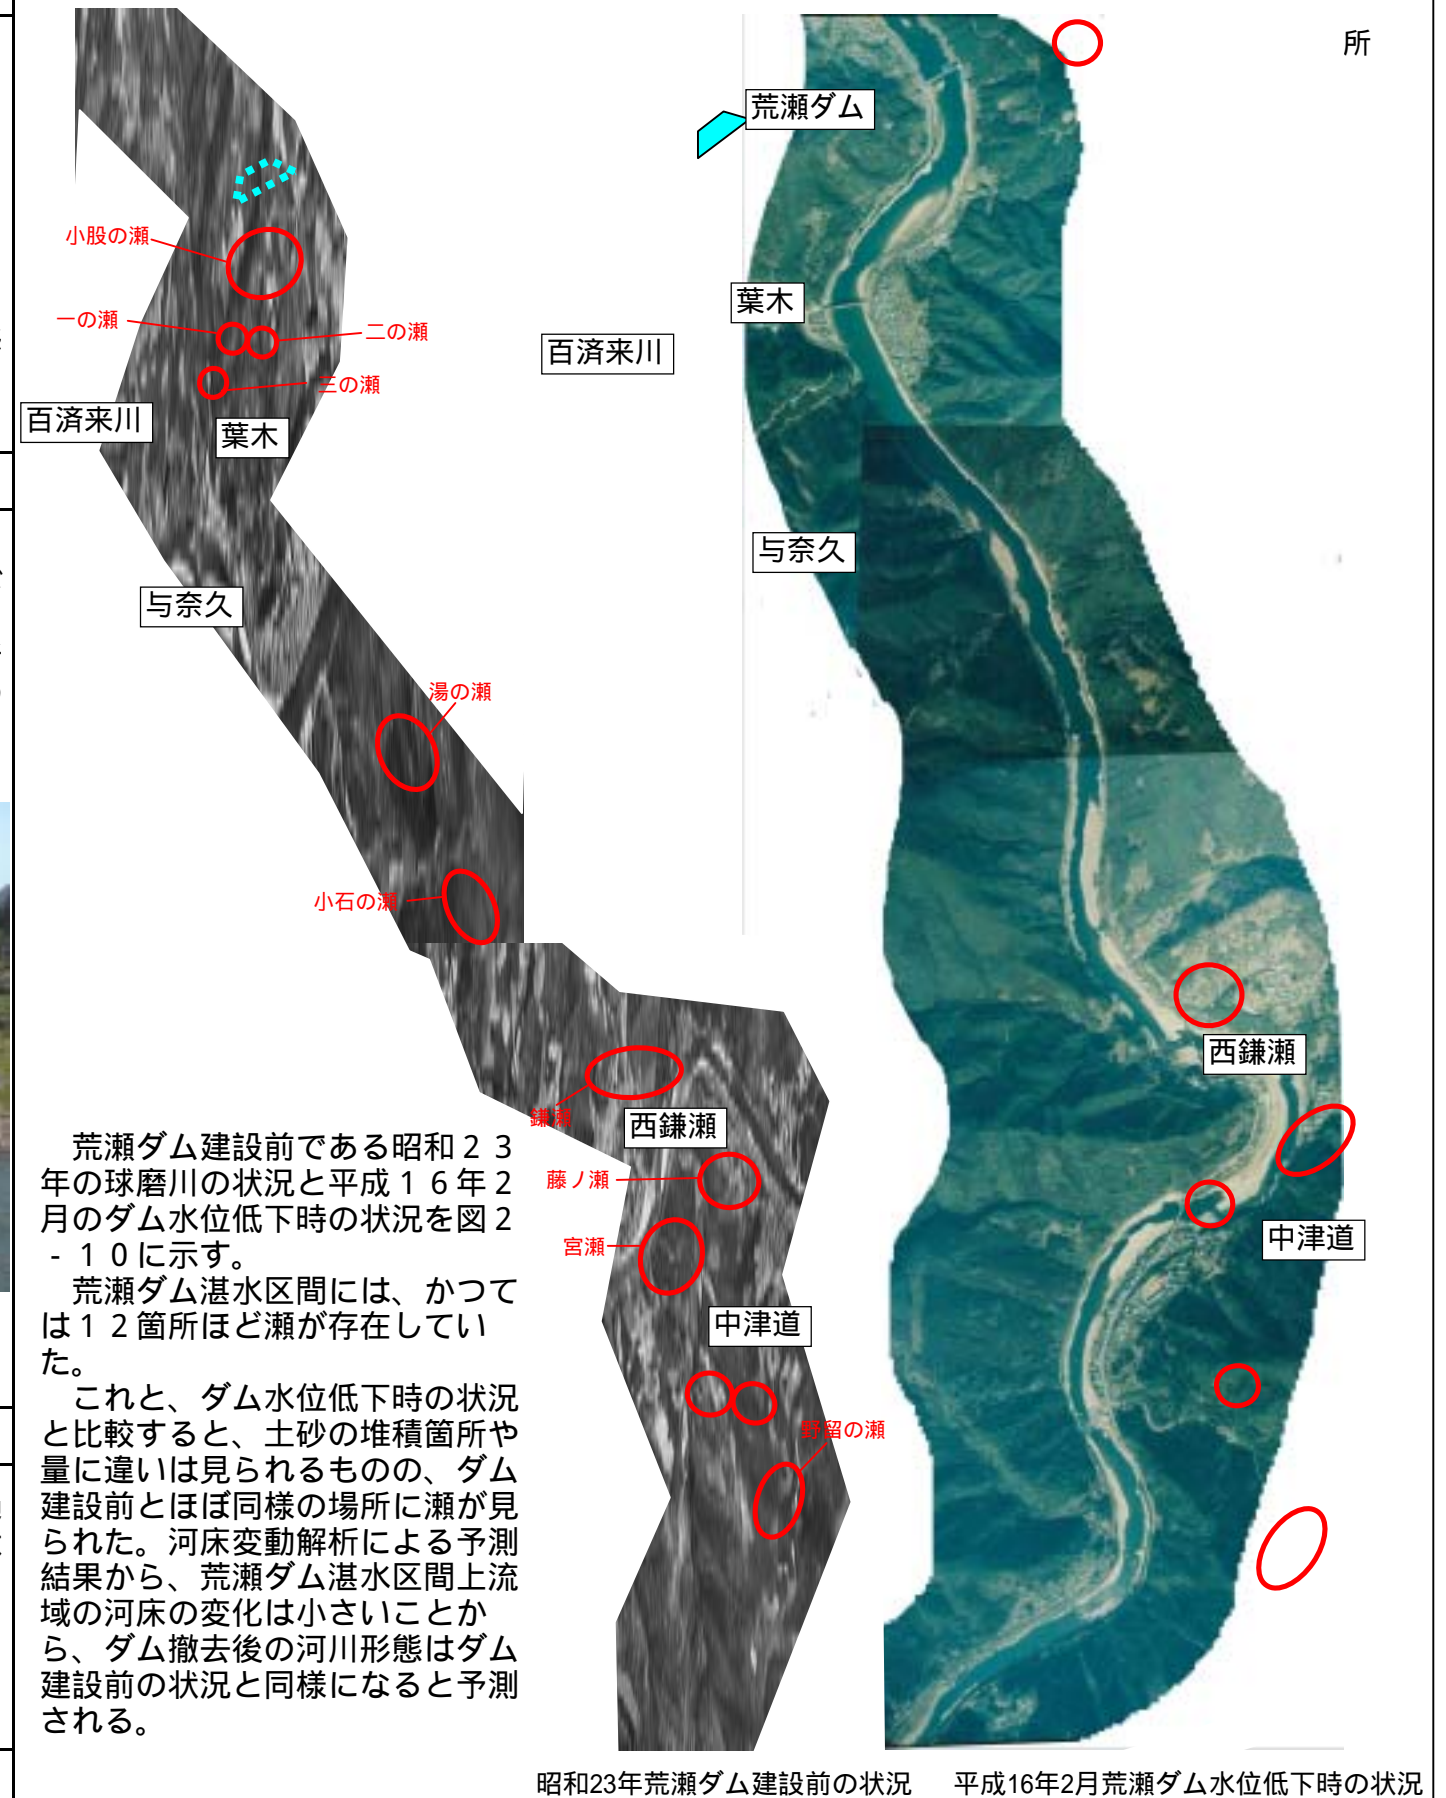 所
荒瀬ダム
小股の瀬
一の瀬
二の瀬
三の瀬
百済来川
葉木
葉木
百済来川
与奈久
与奈久
湯の瀬
小石の瀬
鎌瀬
西鎌瀬
藤ノ瀬
宮瀬
中津道
野留の瀬
西鎌瀬
中津道
荒瀬ダム建設前である昭和２３
年の球磨川の状況と平成１６年２
月のダム水位低下時の状況を図２
-１０に示す。
荒瀬ダム湛水区間には、かつて
は１２箇所ほど瀬が存在してい
た。
これと、ダム水位低下時の状況
と比較すると、土砂の堆積箇所や
量に違いは見られるものの、ダム
建設前とほぼ同様の場所に瀬が見
られた。河床変動解析による予測
結果から、荒瀬ダム湛水区間上流
域の河床の変化は小さいことか
ら、ダム撤去後の河川形態はダム
建設前の状況と同様になると予測
される。
昭和23年荒瀬ダム建設前の状況
平成16年2月荒瀬ダム水位低下時の状況